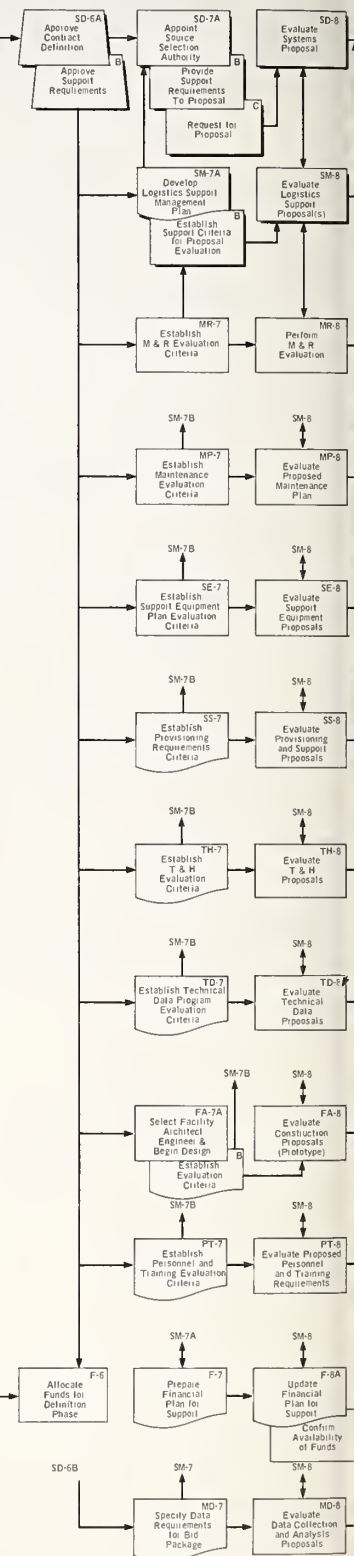 SD-6A
Approve
Contract
Definition
B
Approve
Support
Requirements
SD-7A
Appoint
Source
Selection
Authority
B
Provide
Support
Requirements
To Proposal
C
Request for
Proposal
SD-8
Evaluate
Systems
Proposal
SM-7A
Develop
Logistics Support
Management
Plan
B
Establish
Support Criteria
for Proposal
Evaluation
SM-8
Evaluate
Logistics
Support
Proposal(s)
MR-7
Establish
M & R Evaluation
Criteria
MR-8
Perform
M & R
Evaluation
SM-7B
MP-7
Establish
Maintenance
Evaluation
Criteria
SM-8
MP-8
Evaluate
Proposed
Maintenance
Plan
SM-7B
SE-7
Establish
Support Equipment
Plan Evaluation
Criteria
SM-8
SE-8
Evaluate
Support
Equipment
Proposals
SM-7B
SS-7
Establish
Provisioning
Requirements
Criteria
SM-8
SS-8
Evaluate
Provisioning
and Support
Prpoosals
SM-7B
TH-7
Establish
T & H
Evaluation
Criteria
SM-8
TH-8
Evaluate
T & H
Proposals
SM-7B
TD-7
Establish Technical
Data Program
Evaluation
Criteria
SM-8
TD-8
Evaluate
Technical
Data
Prpoosals
SM-7B
FA-7A
Select Facility
Architect
Engineer &
Begin Design
B
Establish
Evaluation
Criteria
SM-8
FA-8
Evaluate
Construction
Proposals
(Prototype)
SM-7B
PT-7
Establish
Personnel and
Training Evaluation
Criteria
SM-8
PT-8
Evaluate Proposed
Personnel
and Training
Requirements
F-6
Allocate
Funds for
Definition
Phase
SM-7A
F-7
Prepare
Financial
Plan for
Support
SM-8
F-8A
Update
Financial
Plan for
Support
Confirm
Availability
of Funds
SD-6B
SM-7
MD-7
Specify Data
Requirements
for Bid
Package
SM-8
MD-8
Evaluate
Data Collection
and Analysis
Proposals